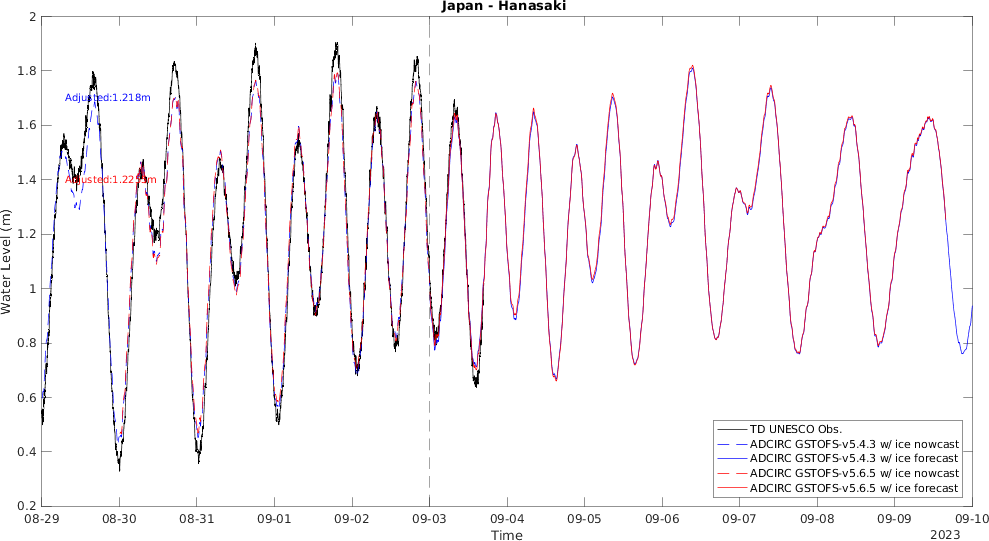 Japan - Hanasaki
2
1.8
1.6
1.4
1.2
1
0.8
0.6
0.4
0.2
Water Level (m)
Adjusted:1.218m
08-29
08-30
08-31
09-01
09-02
09-03
09-04
09-05
09-06
09-07
09-08
09-09
09-10
Time
2023
TD UNESCO Obs.
ADCIRC GSTOFS-v5.4.3 w/ ice nowcast
ADCIRC GSTOFS-v5.4.3 w/ ice forecast
ADCIRC GSTOFS-v5.6.5 w/ ice nowcast
ADCIRC GSTOFS-v5.6.5 w/ ice forecast